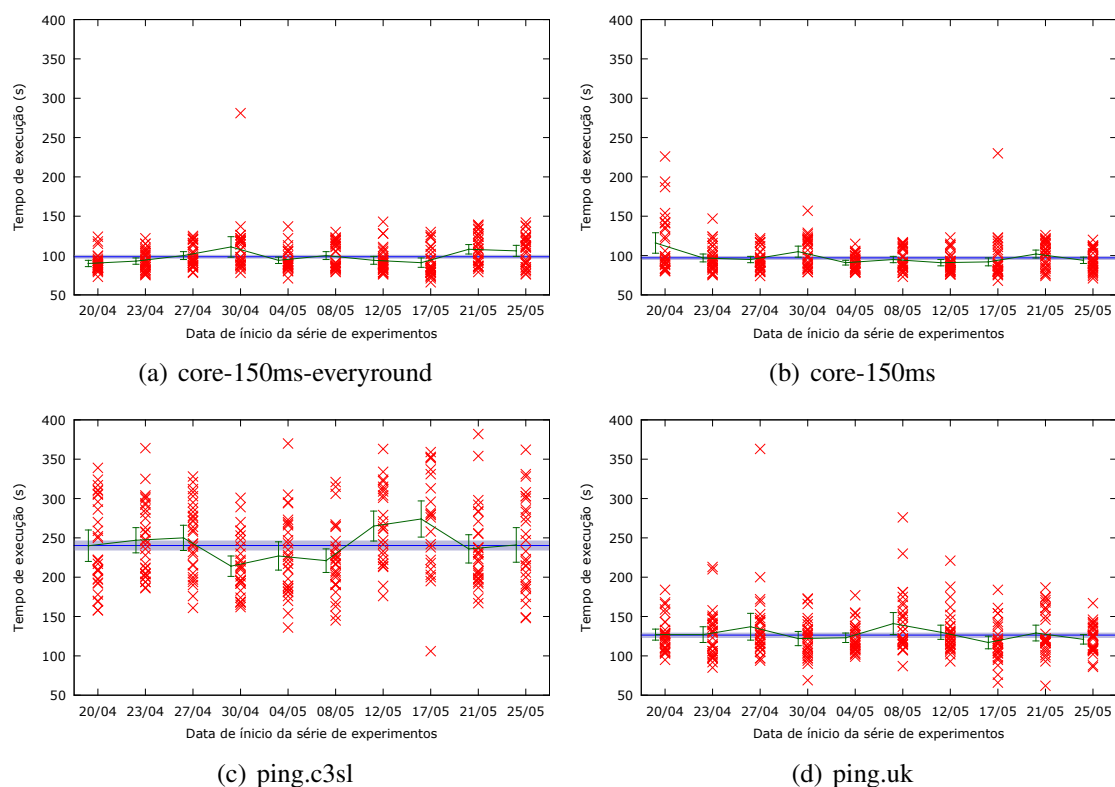 400
350
300
250
200
150
100
50
Tempo de execução (s)
20/04 23/04 27/04 30/04 04/05 08/05 12/05 17/05 21/05 25/05
Data de ínicio da série de experimentos
(a) core-150ms-everyround
400
350
300
250
200
150
100
50
Tempo de execução (s)
20/04 23/04 27/04 30/04 04/05 08/05 12/05 17/05 21/05 25/05
Data de ínicio da série de experimentos
(b) core-150ms
400
350
300
250
200
150
100
50
Tempo de execução (s)
20/04 23/04 27/04 30/04 04/05 08/05 12/05 17/05 21/05 25/05
Data de ínicio da série de experimentos
(c) ping.c3sl
400
350
300
250
200
150
100
50
Tempo de execução (s)
20/04 23/04 27/04 30/04 04/05 08/05 12/05 17/05 21/05 25/05
Data de ínicio da série de experimentos
(d) ping.uk